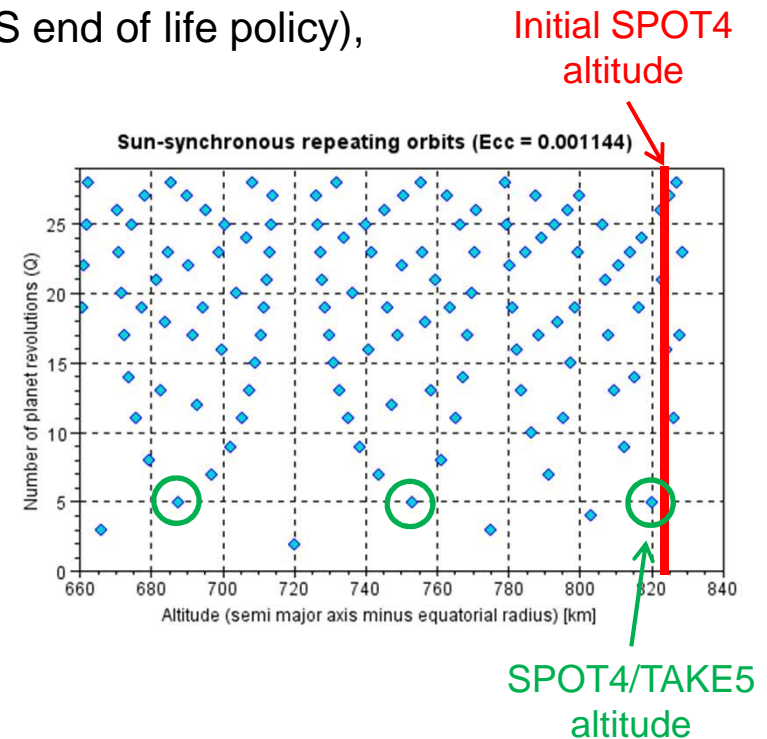 S end of life policy),
Initial SPOT4
altitude
Sun-synchronous repeating orbits (Ecc = 0.001144)
Number of planet revolutions (Q)
25
20
15
10
5
0
660 680 700 720 740 760 780 800 820 840
Altitude (semi major axis minus equatorial radius) [km]
SPOT4/TAKE5
altitude